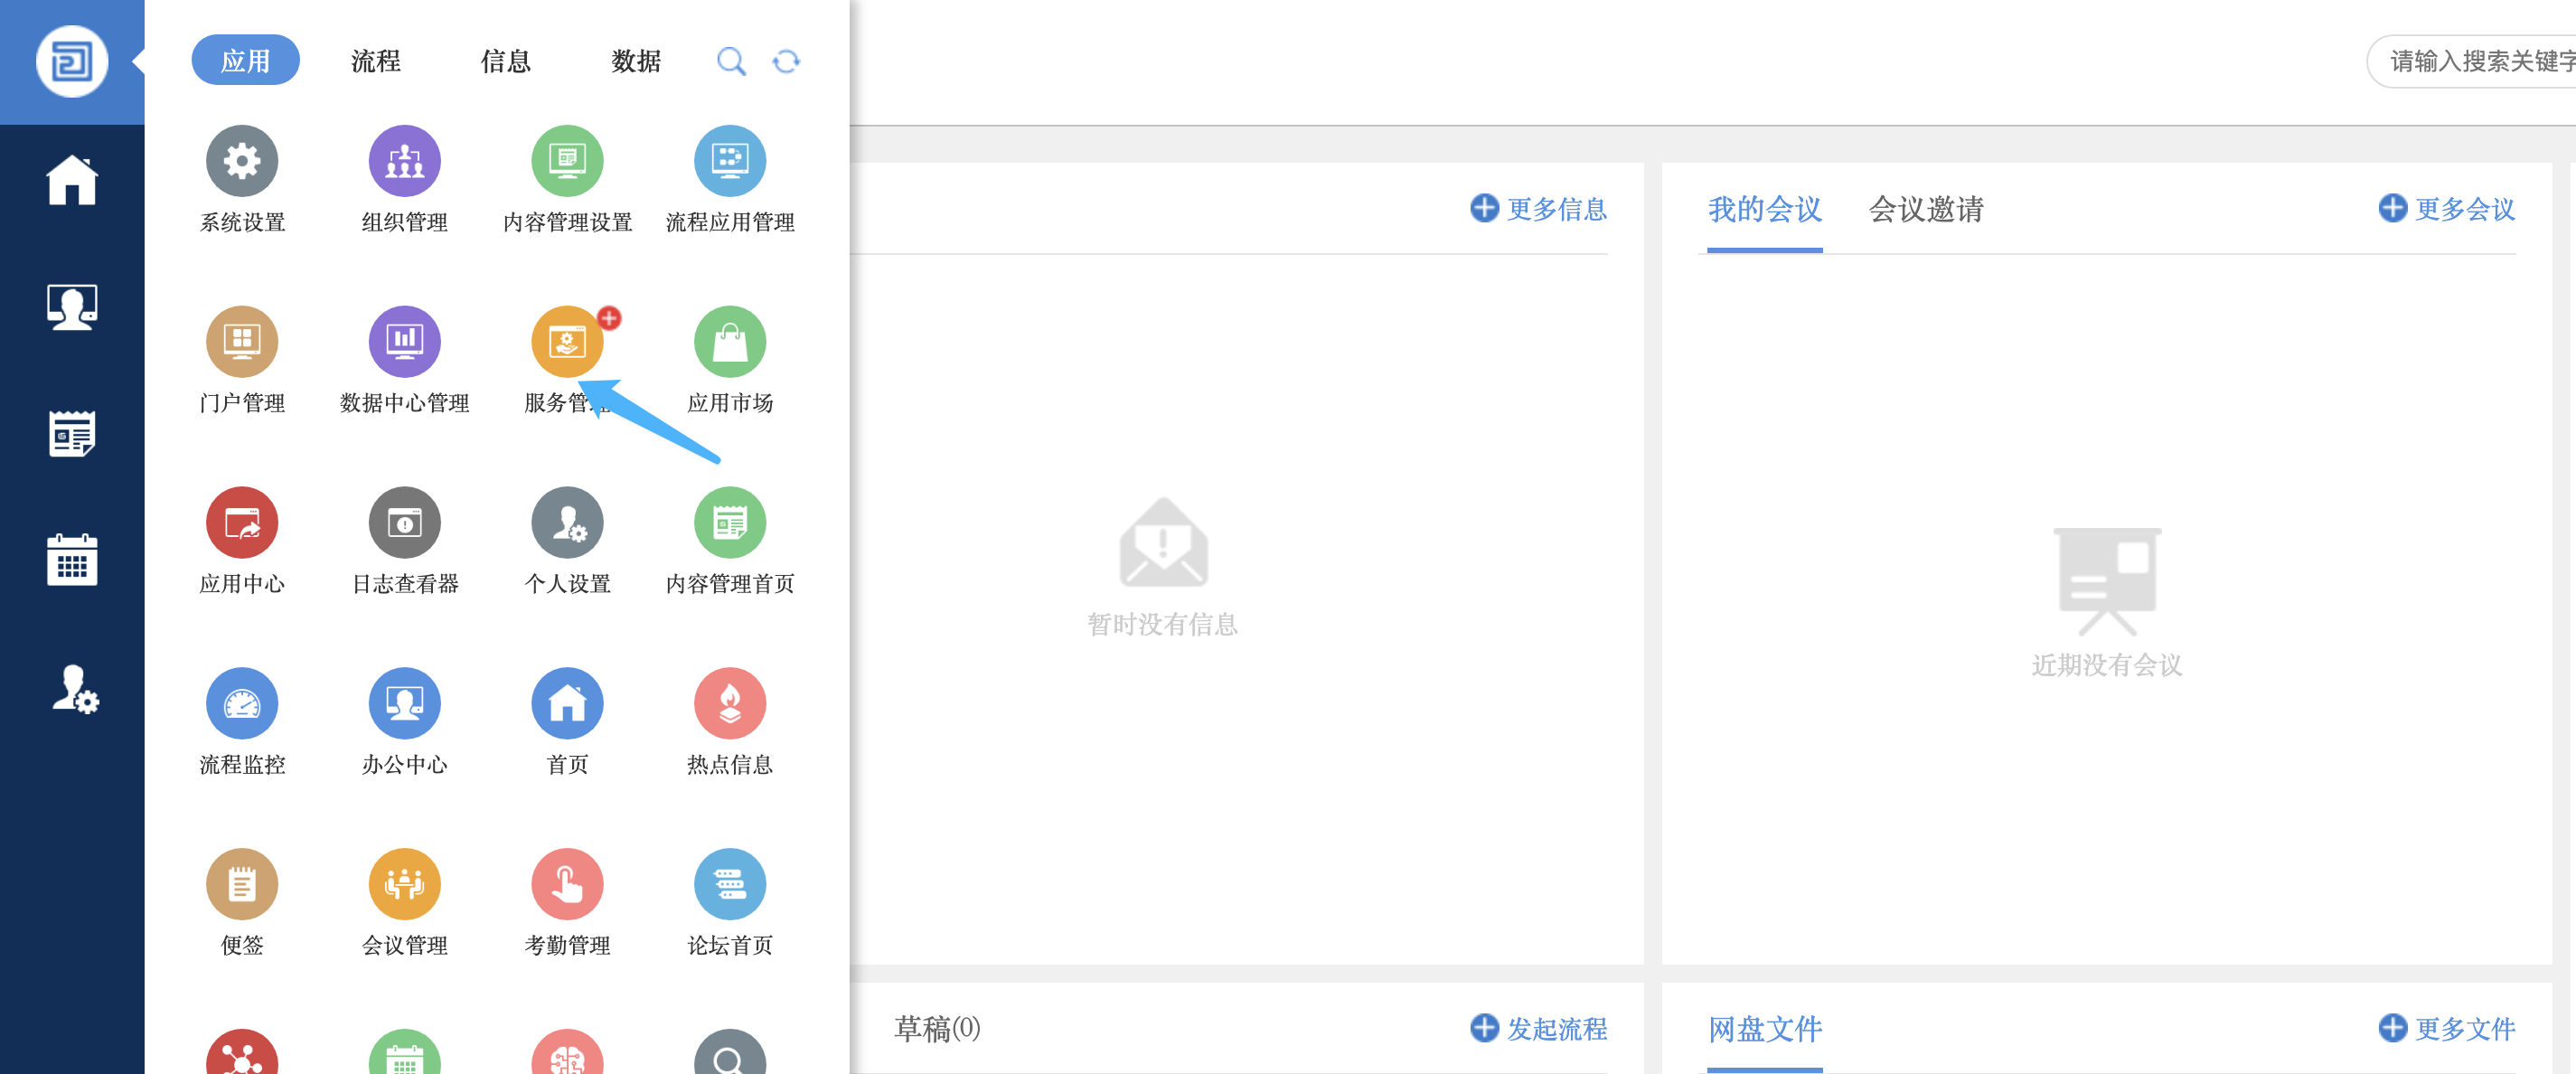 应用 流程 信息 数据
请输入搜索关键字
系统设置 组织管理 内容管理设置 流程应用管理
更多信息
我的会议 会议邀请 更多会议
门户管理 数据中心管理 服务管理 应用市场
应用中心 日志查看器 个人设置 内容管理首页
暂时没有信息
近期没有会议
流程监控 办公中心 首页 热点信息
便签 会议管理 考勤管理 论坛首页
草稿(0) 发起流程
网盘文件 更多文件